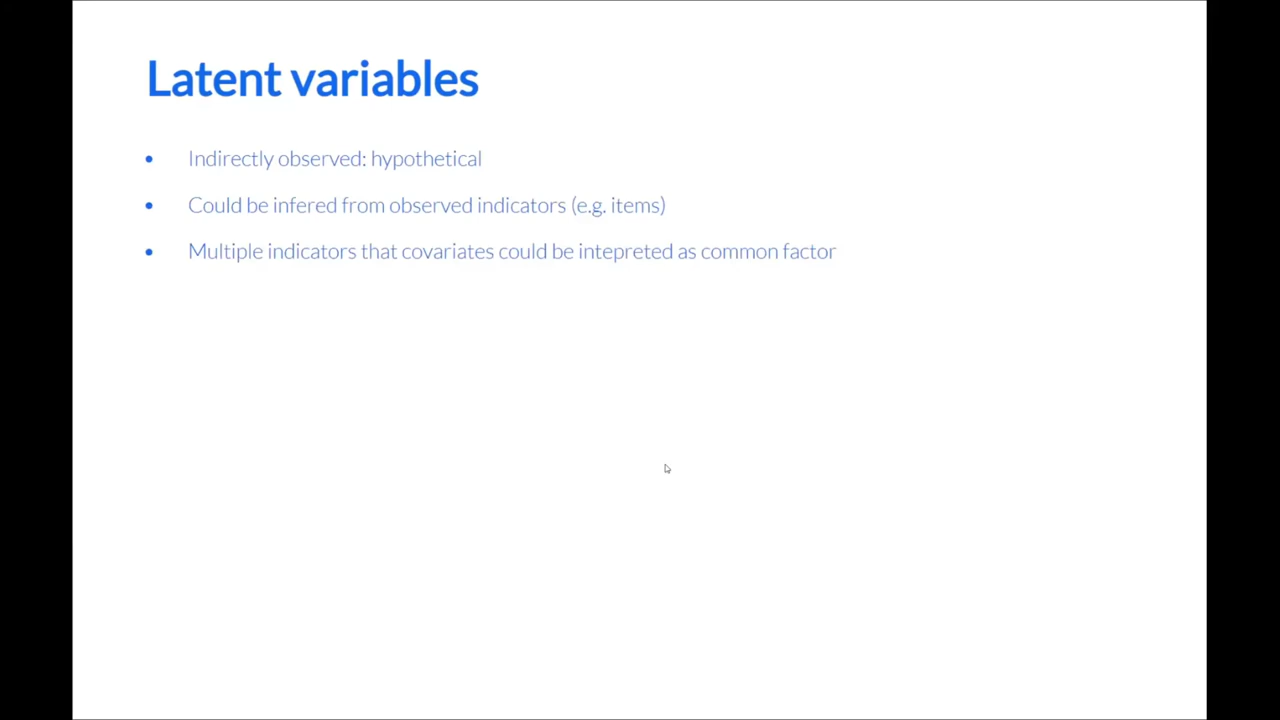 Latent variables
• Indirectly observed: hypothetical
• Could be infered from observed indicators (e.g. items)
• Multiple indicators that covariates could be intepreted as common factor